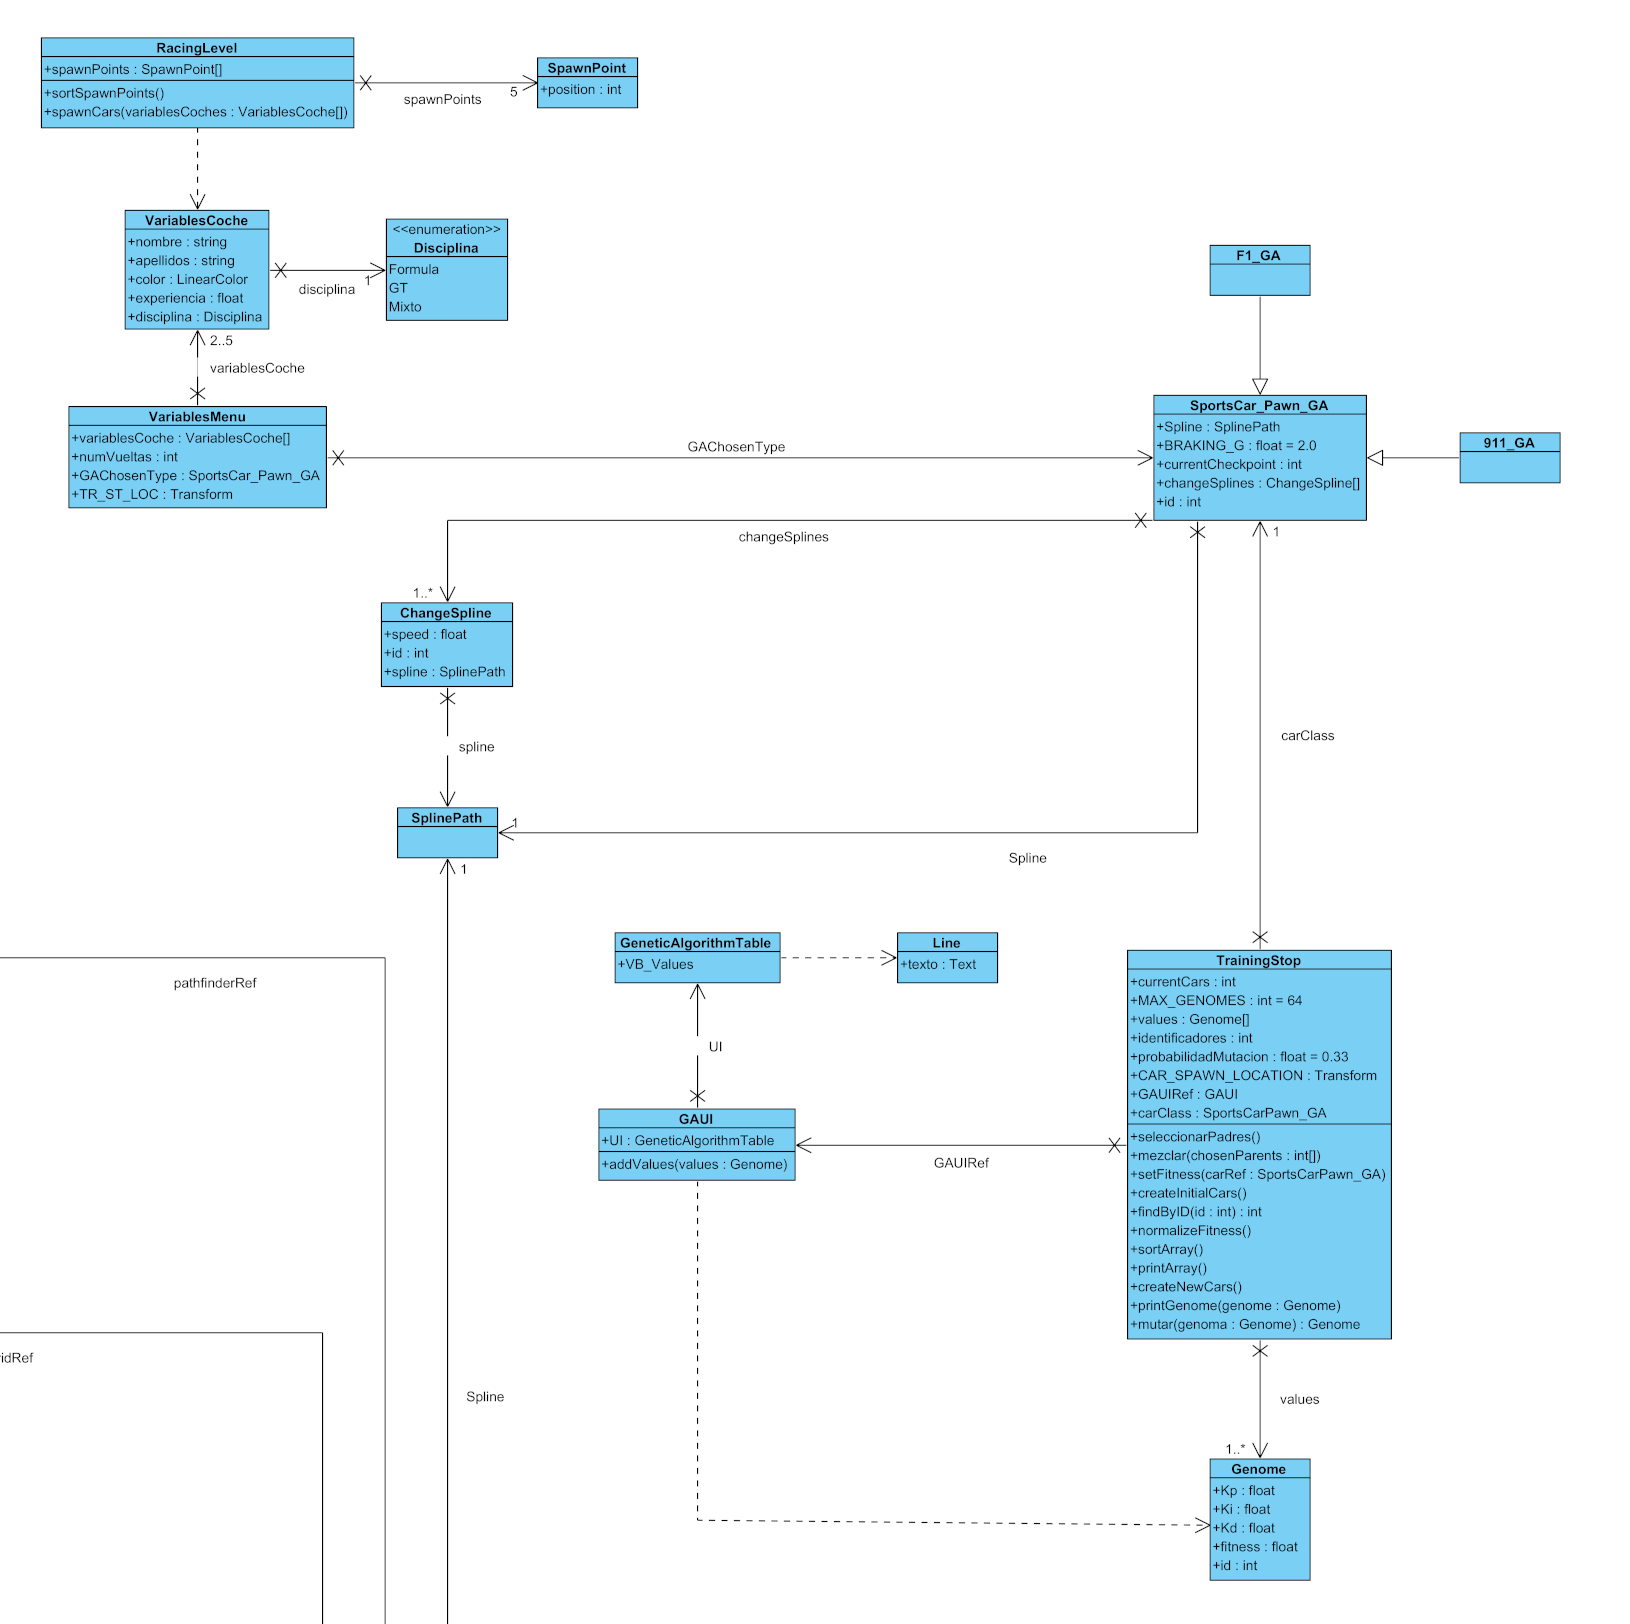 RacingLevel
+spawnPoints : SpawnPoint[]
+sortSpawnPoints()
+spawnCars(variablesCoches : VariablesCoche[])
spawnPoints
5
SpawnPoint
+position : int
VariablesCoche
+nombre : string
+apellidos : string
+color : LinearColor
+experiencia : float
+disciplina : Disciplina
disciplina
1
<<enumeration>>
Disciplina
Formula
GT
Mixto
2..5
variablesCoche
VariablesMenu
+variablesCoche : VariablesCoche[]
+numVueltas : int
+GAChosenType : SportsCar_Pawn_GA
+TR_ST_LOC : Transform
GAChosenType
F1_GA
SportsCar_Pawn_GA
+Spline : SplinePath
+BRAKING_G : float = 2.0
+currentCheckpoint : int
+changeSplines : ChangeSpline[]
+id : int
911_GA
changeSplines
1..*
1
ChangeSpline
+speed : float
+id : int
+spline : SplinePath
spline
carClass
SplinePath
1
Spline
1
GeneticAlgorithmTable
+VB_Values
Line
+texto : Text
pathfinderRef
UI
GAUI
+UI : GeneticAlgorithmTable
+addValues(values : Genome)
GAUIRef
TrainingStop
+currentCars : int
+MAX_GENOMES : int = 64
+values : Genome[]
+identificadores : int
+probabilidadMutacion : float = 0.33
+CAR_SPAWN_LOCATION : Transform
+GAUIRef : GAUI
+carClass : SportsCarPawn_GA
+seleccionarPadres()
+mezclar(chosenParents : int[])
+setFitness(carRef : SportsCarPawn_GA)
+createInitialCars()
+findByID(id : int) : int
+normalizeFitness()
+sortArray()
+printArray()
+createNewCars()
+printGenome(genome : Genome)
+mutar(genoma : Genome) : Genome
idRef
Spline
values
1..*
Genome
+Kp : float
+Ki : float
+Kd : float
+fitness : float
+id : int